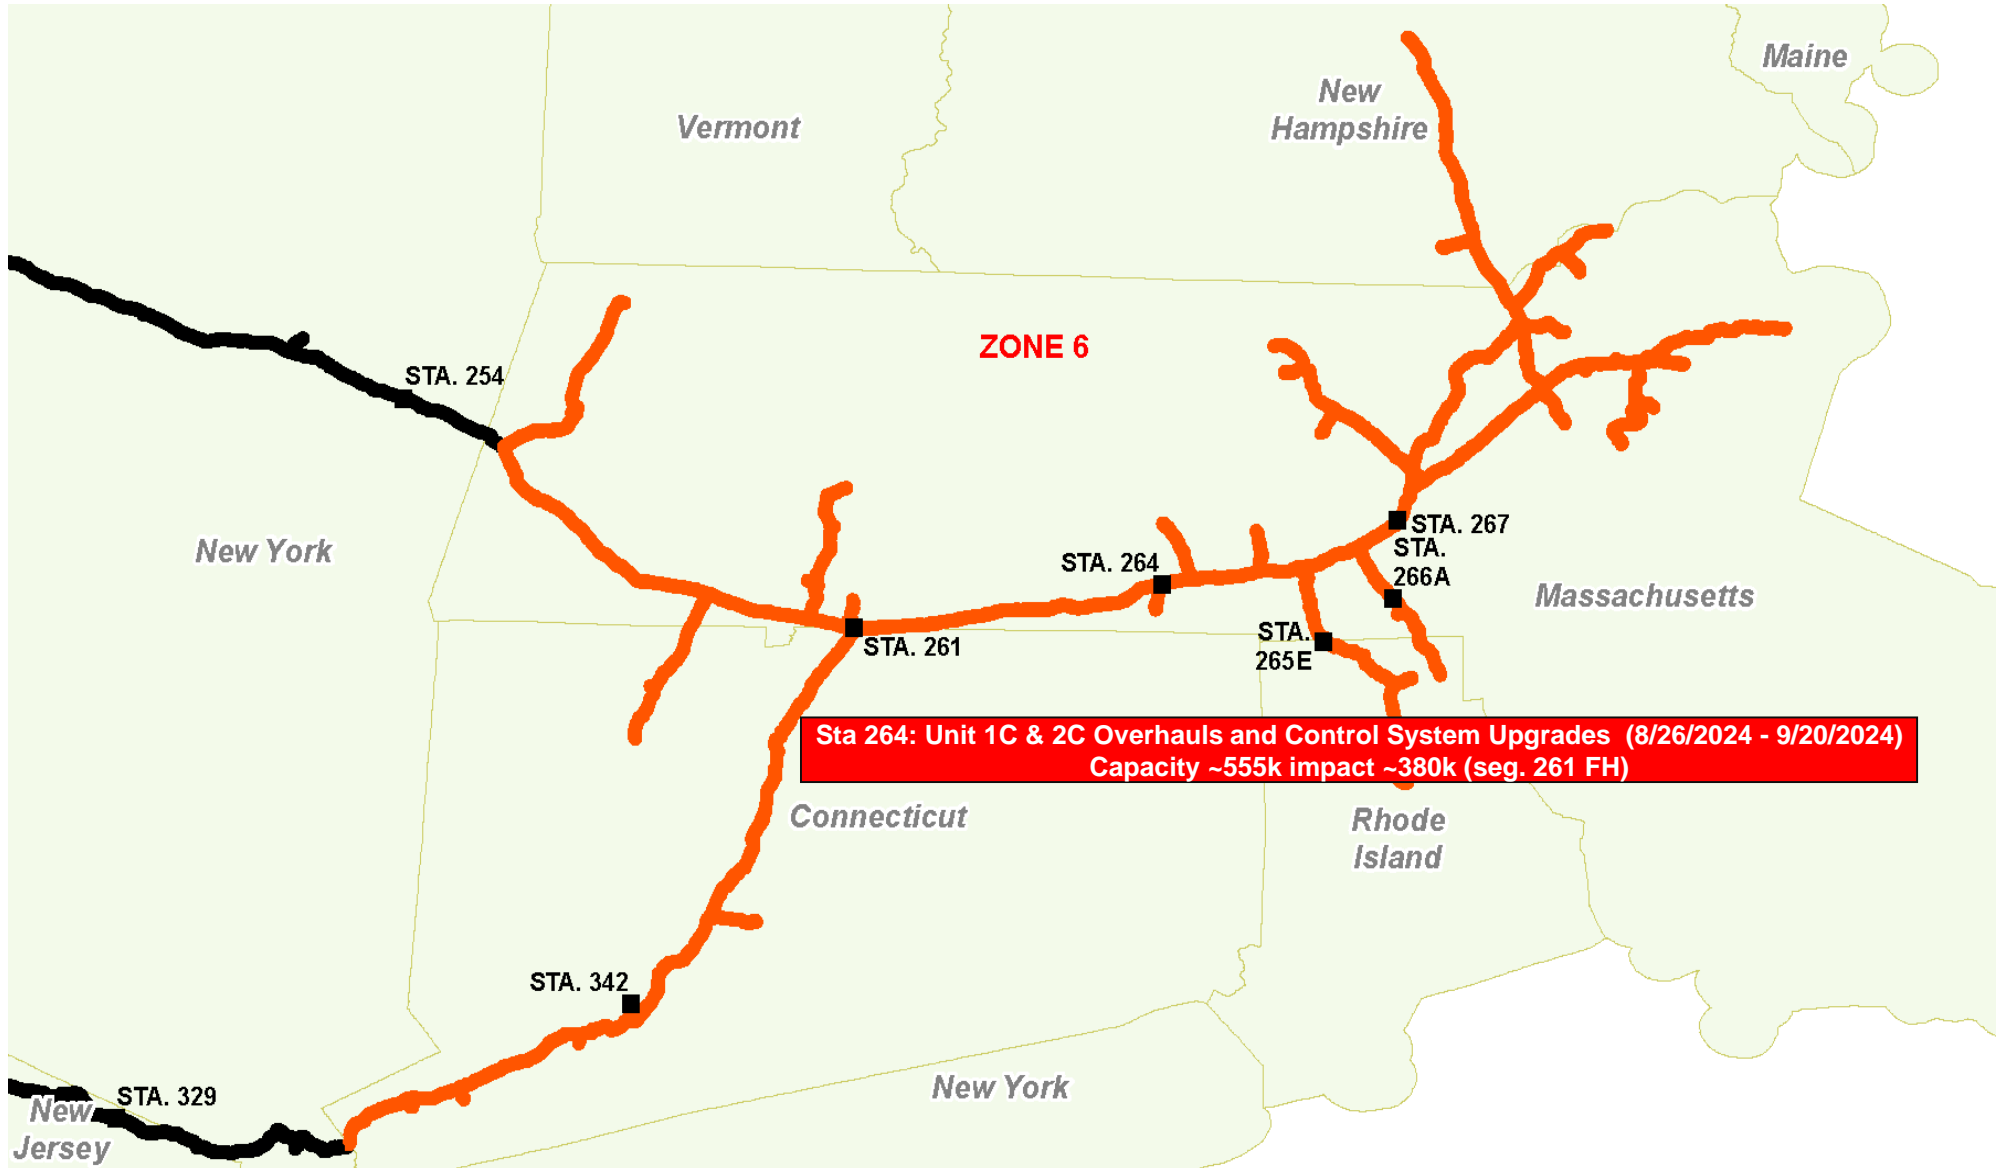 Maine
New
Hampshire
Vermont
ZONE 6
STA. 254
New York
STA. 267
STA.
266A
STA. 264
Massachusetts
STA. 261
STA.
265E
Sta 264: Unit 1C & 2C Overhauls and Control System Upgrades (8/26/2024 - 9/20/2024)
Capacity ~555k impact ~380k (seg. 261 FH)
Connecticut
Rhode
Island
STA. 342
New York
STA. 329
New
Jersey